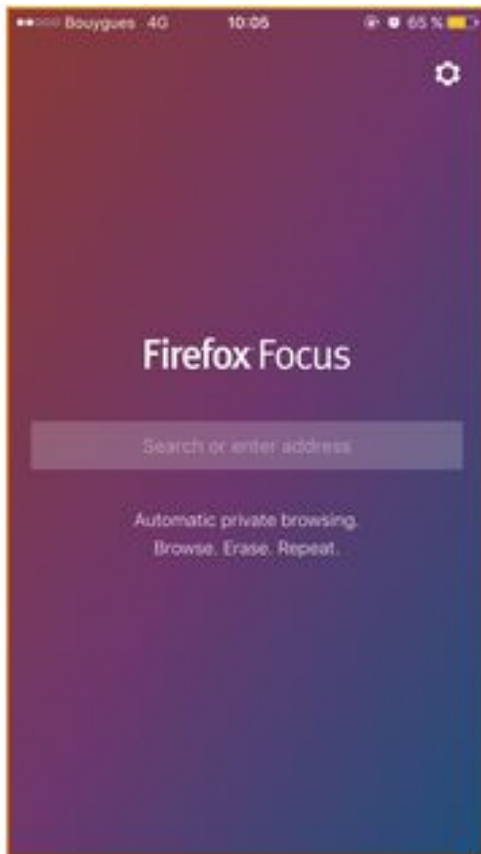 Bouygues 4G 10:05 65 %
Firefox Focus
Search or enter address
Automatic private browsing.
Browse. Erase. Repeat.